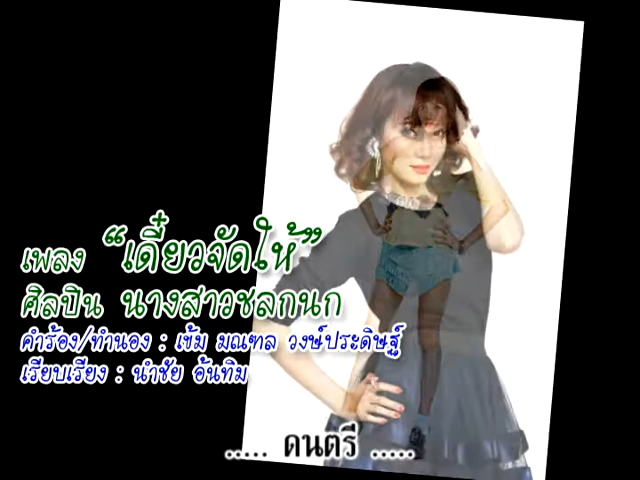 เพลง “เดี๋ยวจัดให้”
ศิลปิน นางสาวชลกนก
คำร้อง/ทำนอง : เข้ม มณฑล วงษ์ประดิษฐ์
เรียบเรียง : นำชัย อ้นทิม
..... ดนตรี .....